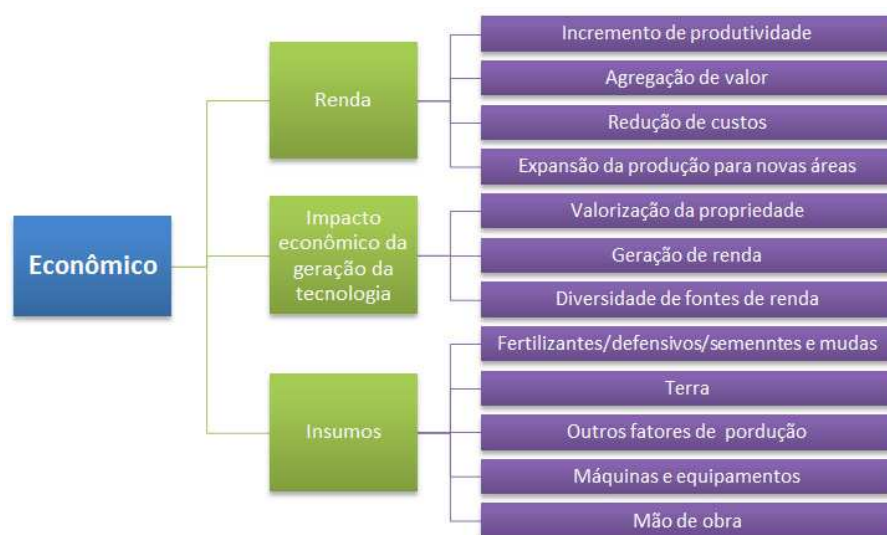 Econômico
Renda
Incremento de produtividade
Agregação de valor
Redução de custos
Expansão da produção para novas áreas
Impacto
econômico da
geração da
tecnologia
Valorização da propriedade
Geração de renda
Diversidade de fontes de renda
Insumos
Fertilizantes/defensivos/sememntes e mudas
Terra
Outros fatores de pordução
Máquinas e equipamentos
Mão de obra